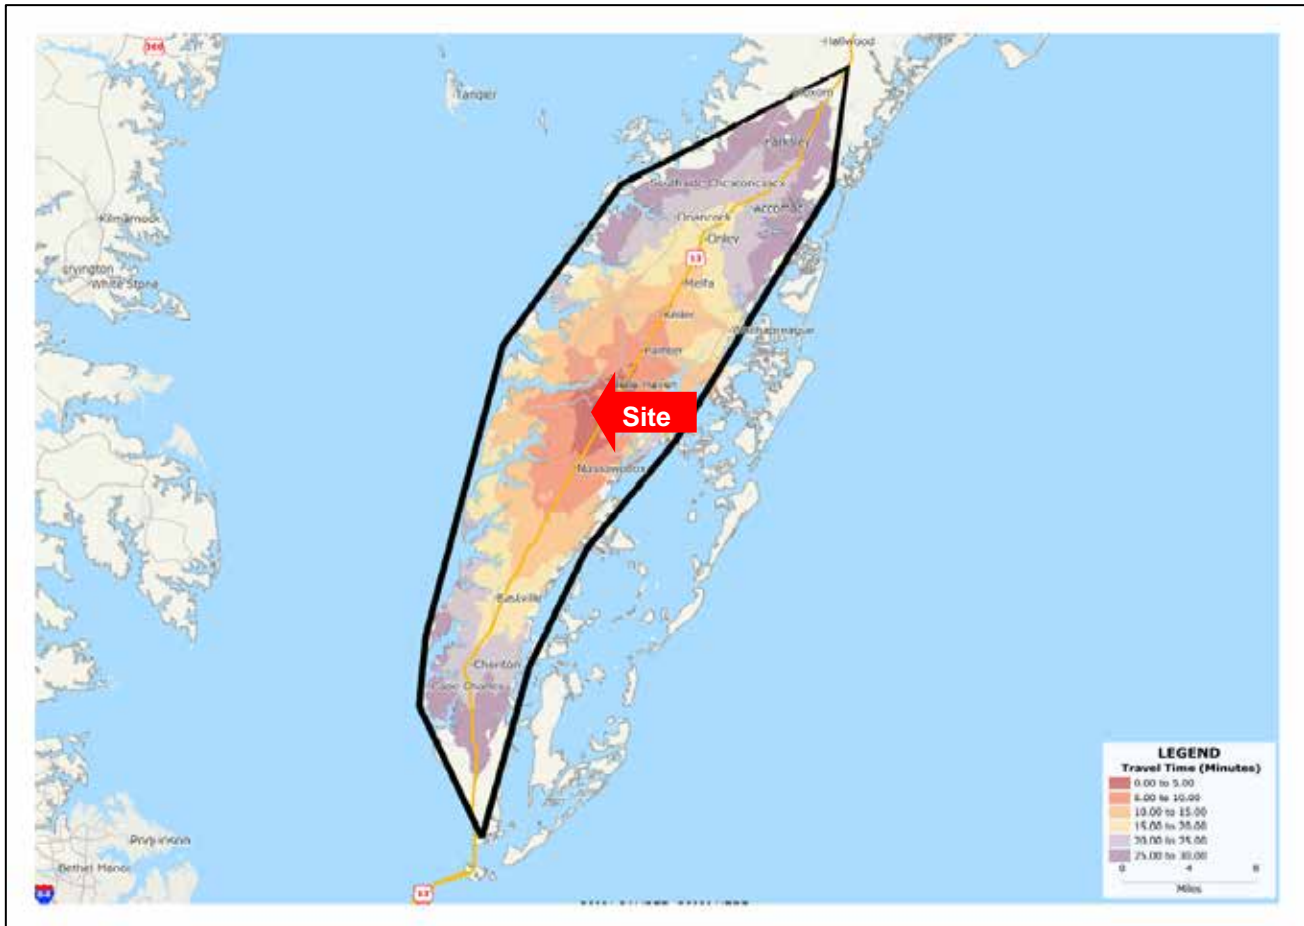 360
Hallwood
Tangier
Bloxom
Parksley
Kilmarnock
Onancock
Accomac
Onley
13
Irvington
White Stone
Melfa
Keller
Wachapreague
Painter
Belle Haven
Site
Nassawadox
Eastville
Cheriton
Cape Charles
LEGEND
Travel Time (Minutes)
0.00 to 5.00
5.00 to 10.00
10.00 to 15.00
15.00 to 20.00
20.00 to 25.00
25.00 to 30.00
0 4 8
Miles
Poquoson
Bethel Manor
64
13